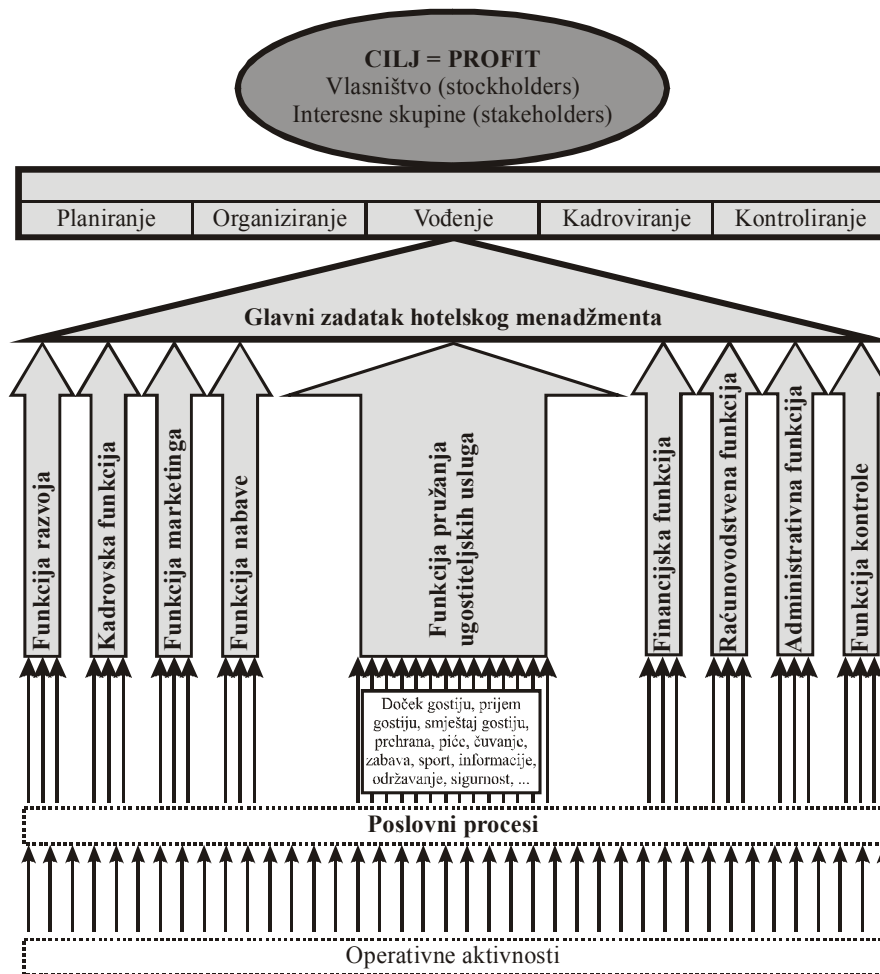 CILJ = PROFIT
Vlasništvo (stockholders)
Interesne skupine (stakeholders)
Planiranje
Organiziranje
Vođenje
Kadroviranje
Kontroliranje
Glavni zadatak hotelskog menadžmenta
Funkcija razvoja
Kadrovska funkcija
Funkcija marketinga
Funkcija nabave
Funkcija pružanja
ugostiteljskih usluga
Financijska funkcija
Raćunovodstvena funkcija
Administrativna funkcija
Funkcija kontrole
Doček gostiju, prijem
gostiju, smještaj gostiju,
prehrana, piće, čuvanje,
zabava, sport, informacije,
održavanje, sigurnost, ...
Poslovni procesi
Operativne aktivnosti